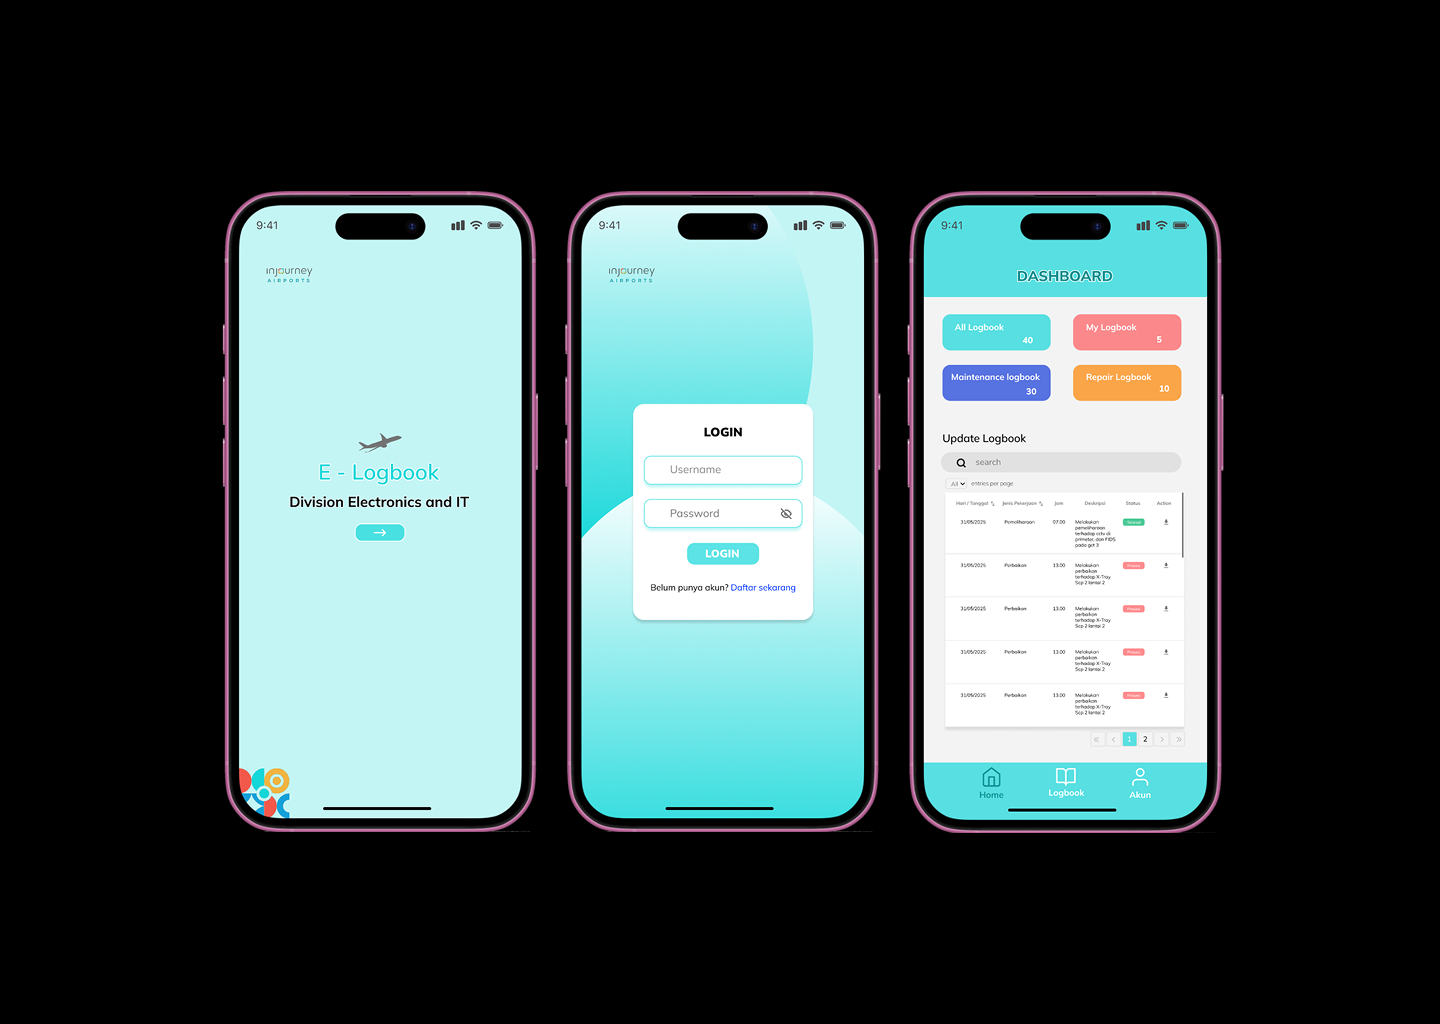 9:41
injourney
AIRPORTS
E - Logbook
Division Electronics and IT
9:41
injourney
AIRPORTS
LOGIN
Username
Password
LOGIN
Belum punya akun? Daftar sekarang
9:41
DASHBOARD
All Logbook
40
My Logbook
5
Maintenance logbook
30
Repair Logbook
10
Update Logbook
search
All entries per page
Hari / Tanggal Jenis Pekerjaan Jam Deskripsi Status Action
31/05/2025 Pemeliharaan 07.00 Melakukan
pemeliharaan
terhadap cctv di
primeter, dan FIDS
pada gat 3
Selesai
31/05/2025 Perbaikan 13.00 Melakukan
perbaikan
terhadap X-Tray
Scp 2 lantai 2
Proses
31/05/2025 Perbaikan 13.00 Melakukan
perbaikan
terhadap X-Tray
Scp 2 lantai 2
Proses
31/05/2025 Perbaikan 13.00 Melakukan
perbaikan
terhadap X-Tray
Scp 2 lantai 2
Proses
31/05/2025 Perbaikan 13.00 Melakukan
perbaikan
terhadap X-Tray
Scp 2 lantai 2
Proses
« ‹ 1 2 › »
Home
Logbook
Akun